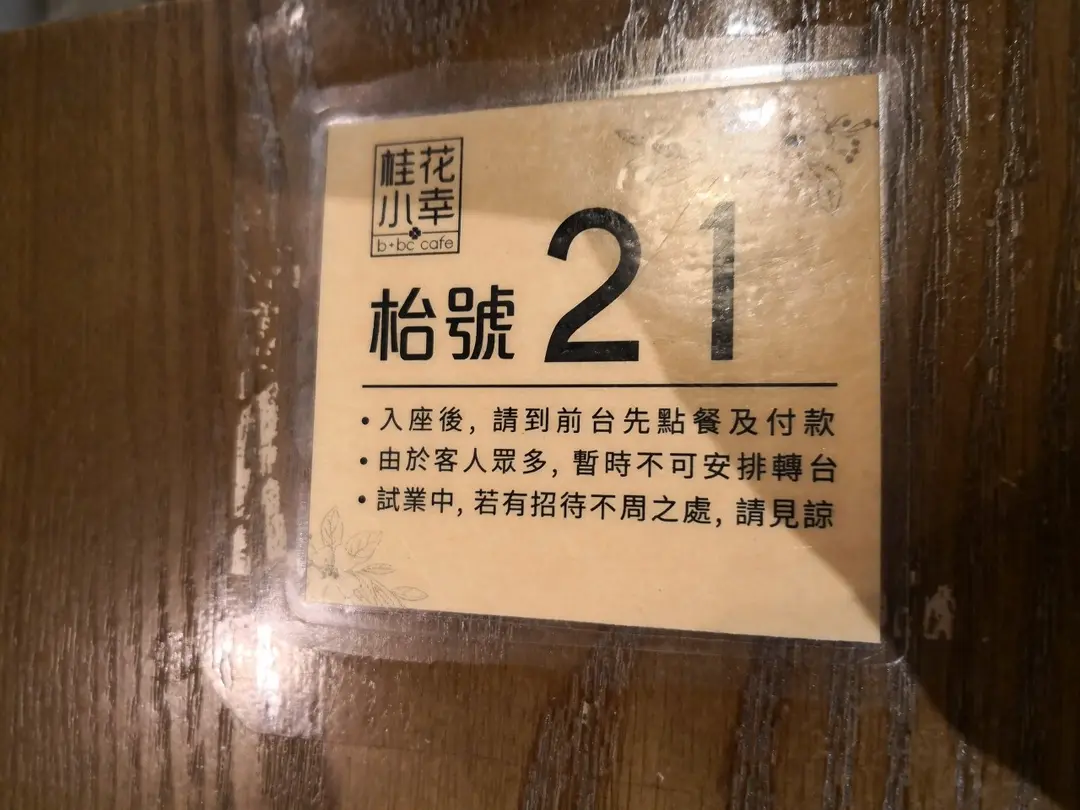 桂花
小幸
b+bc cafe
枱號 21
•入座後, 請到前台先點餐及付款
•由於客人眾多, 暫時不可安排轉台
•試業中, 若有招待不周之處, 請見諒